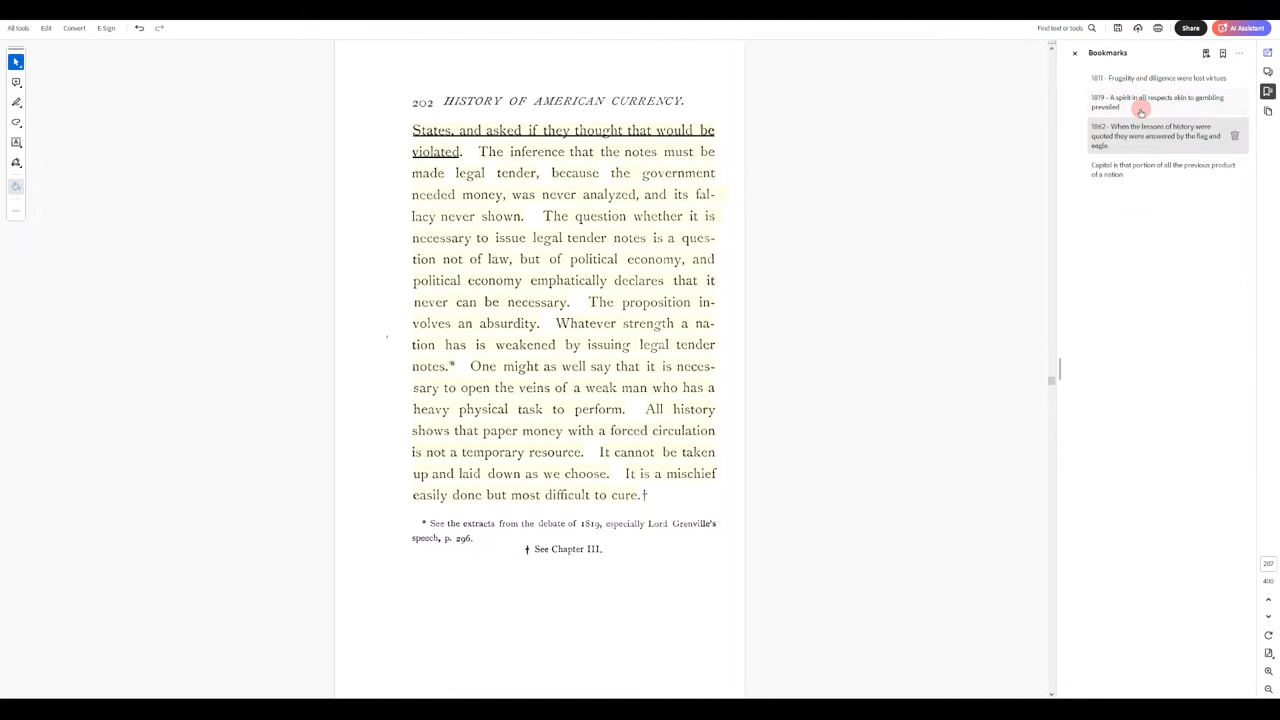 All tools Edit Convert E-Sign
Find text or tools
Share
AI Assistant
202 HISTORY OF AMERICAN CURRENCY.
States, and asked if they thought that would be
violated. The inference that the notes must be
made legal tender, because the government
needed money, was never analyzed, and its fal-
lacy never shown. The question whether it is
necessary to issue legal tender notes is a ques-
tion not of law, but of political economy, and
political economy emphatically declares that it
never can be necessary. The proposition in-
volves an absurdity. Whatever strength a na-
tion has is weakened by issuing legal tender
notes.* One might as well say that it is neces-
sary to open the veins of a weak man who has a
heavy physical task to perform. All history
shows that paper money with a forced circulation
is not a temporary resource. It cannot be taken
up and laid down as we choose. It is a mischief
easily done but most difficult to cure.†
* See the extracts from the debate of 1819, especially Lord Grenville's
speech, p. 296.
† See Chapter III.
Bookmarks
1811 - Frugality and diligence were lost virtues
1819 - A spirit in all respects akin to gambling
prevailed
1862 - When the lessons of history were
quoted they were answered by the flag and
eagle.
Capital is that portion of all the previous product
of a nation
207
400